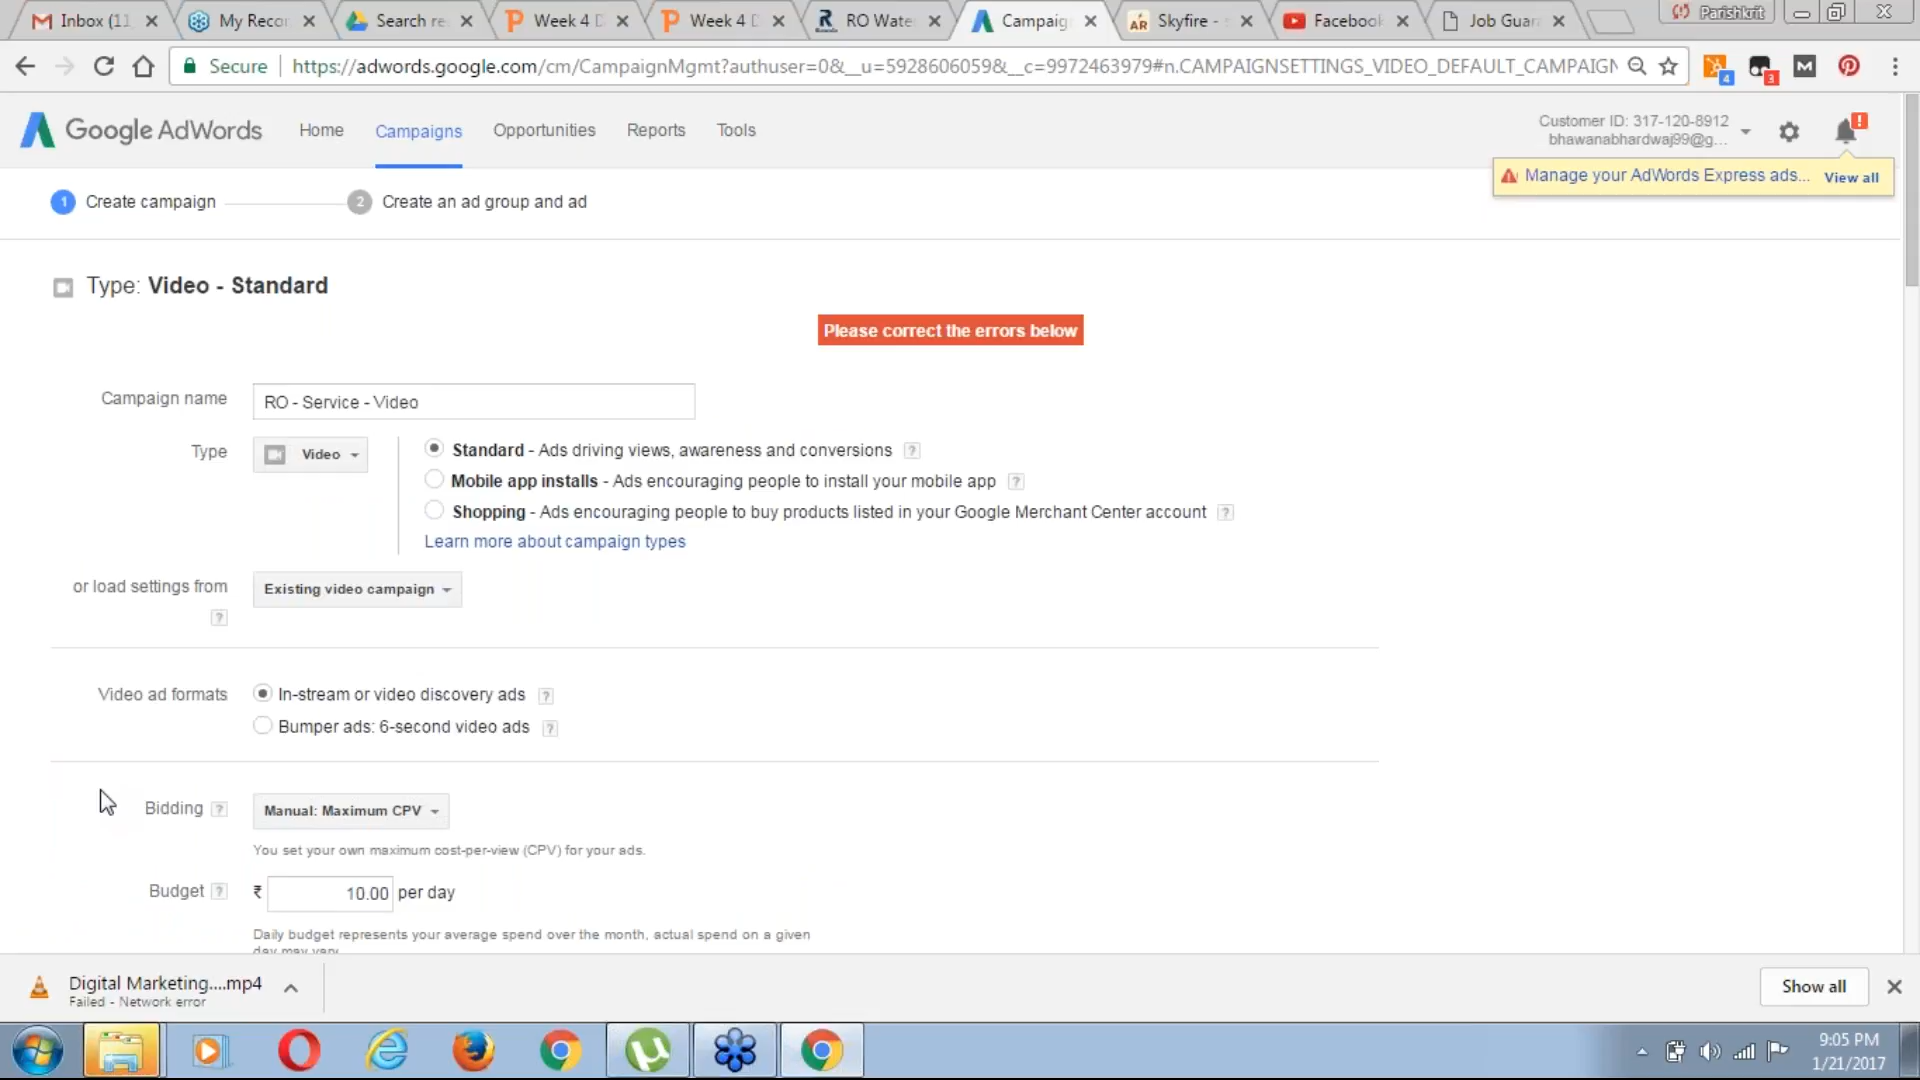 Inbox (11
My Recor
Search re
Week 4 D
Week 4 D
RO Wate
Campaig
Skyfire -
Facebook
Job Guar
Parishkrit
Secure
https://adwords.google.com/cm/CampaignMgmt?authuser=0&__u=5928606059&__c=9972463979#n.CAMPAIGNSETTINGS_VIDEO_DEFAULT_CAMPAIGN
4
3
Google AdWords
Home
Campaigns
Opportunities
Reports
Tools
Customer ID: 317-120-8912
bhawanabhardwaj99@g...
!
Manage your AdWords Express ads... View all
1 Create campaign
2 Create an ad group and ad
Type: Video - Standard
Please correct the errors below
Campaign name
RO - Service - Video
Type
Video
Standard - Ads driving views, awareness and conversions ?
Mobile app installs - Ads encouraging people to install your mobile app ?
Shopping - Ads encouraging people to buy products listed in your Google Merchant Center account ?
Learn more about campaign types
or load settings from
?
Existing video campaign
Video ad formats
In-stream or video discovery ads ?
Bumper ads: 6-second video ads ?
Bidding ?
Manual: Maximum CPV
You set your own maximum cost-per-view (CPV) for your ads.
Budget ?
₹ 10.00 per day
Daily budget represents your average spend over the month, actual spend on a given
day may vary
Digital Marketing....mp4
Failed - Network error
Show all
9:05 PM
1/21/2017